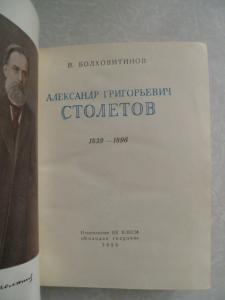 В. БОЛХОВИТИНОВ
АЛЕКСАНДР ГРИГОРЬЕВИЧ
СТОЛЕТОВ
1839 — 1896
Издательство ЦК ВЛКСМ
«Молодая гвардия»